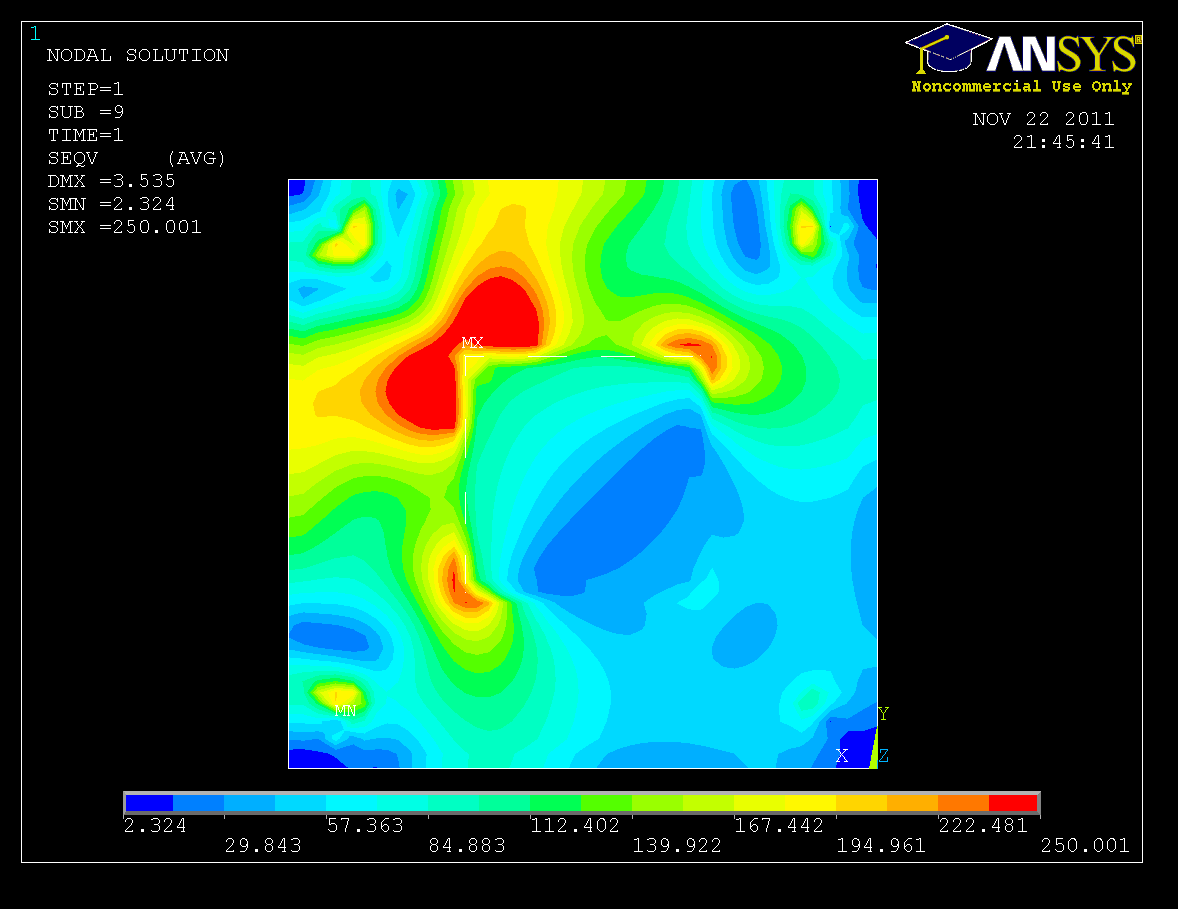 1
NODAL SOLUTION
STEP=1
SUB =9
TIME=1
SEQV (AVG)
DMX =3.535
SMN =2.324
SMX =250.001
ANSYS®
Noncommercial Use Only
NOV 22 2011
21:45:41
MX
MN
Y
X Z
2.324 57.363 112.402 167.442 222.481
29.843 84.883 139.922 194.961 250.001